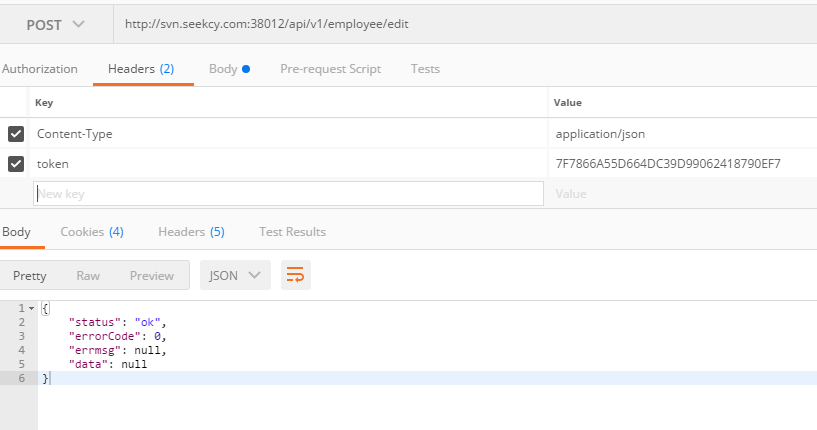 POST http://svn.seekcy.com:38012/api/v1/employee/edit
Authorization Headers (2) Body Pre-request Script Tests
Key Value
Content-Type application/json
token 7F7866A55D664DC39D99062418790EF7
New key Value
Body Cookies (4) Headers (5) Test Results
Pretty Raw Preview JSON
1 {
2 "status": "ok",
3 "errorCode": 0,
4 "errmsg": null,
5 "data": null
6 }